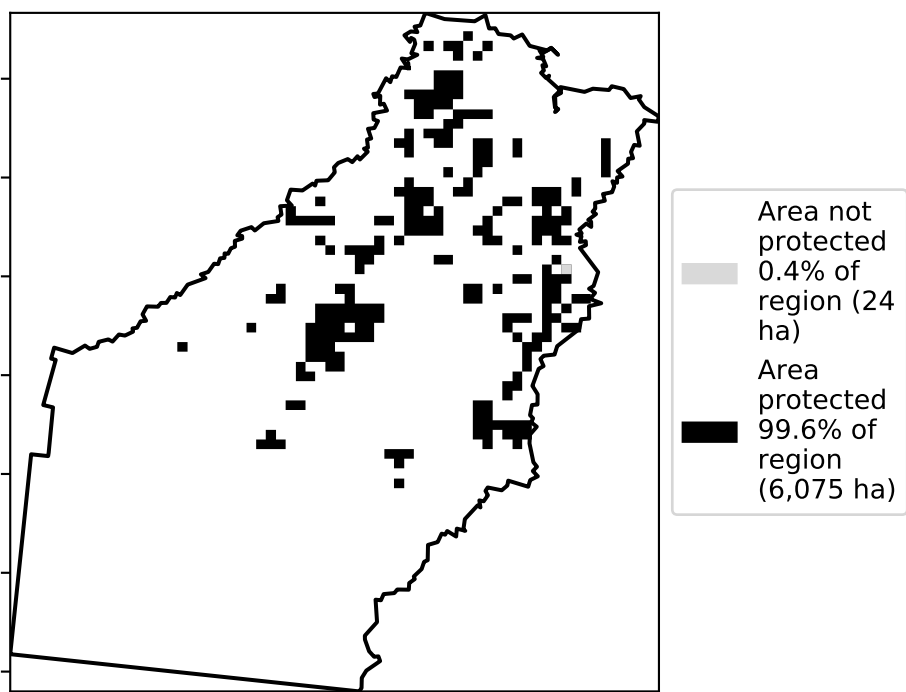 Area not
protected
0.4% of
region (24
ha)
Area
protected
99.6% of
region
(6,075 ha)